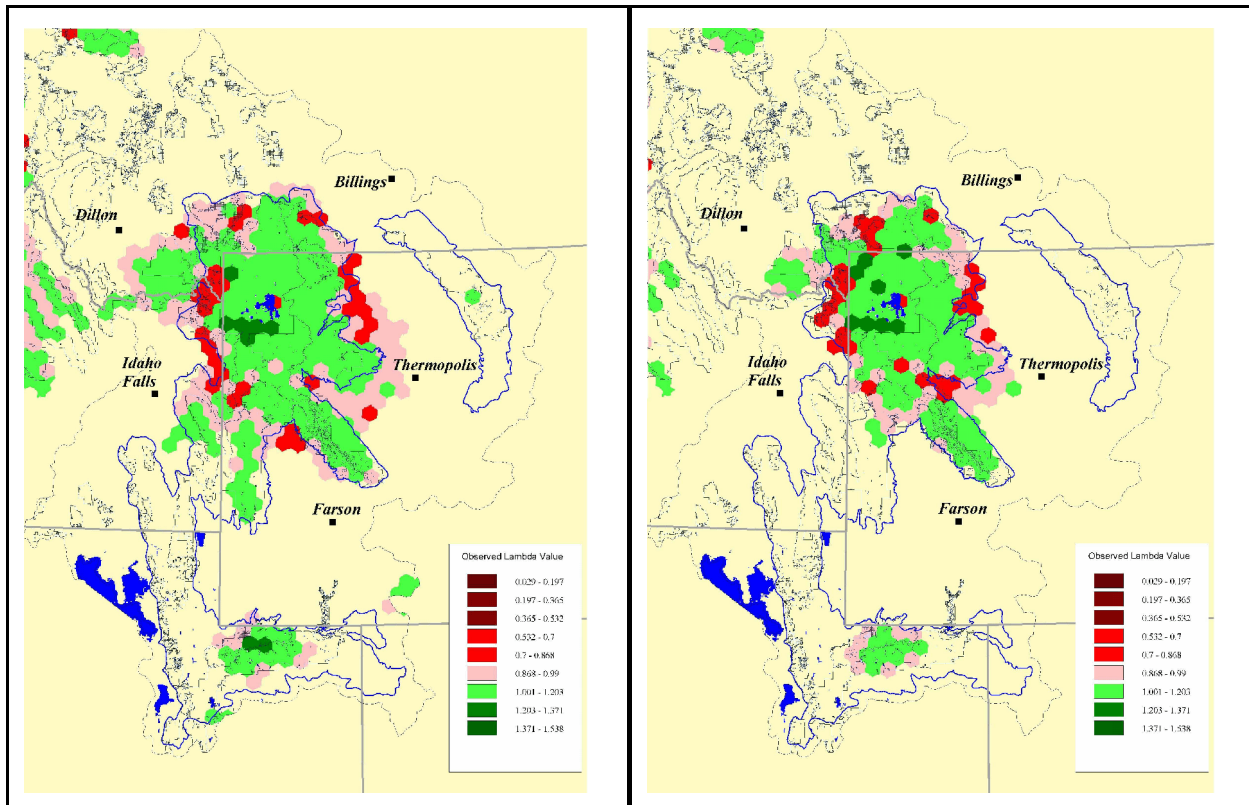 Billings
Dillon
Idaho
Falls
Thermopolis
Farson
Observed Lambda Value
0.029 - 0.197
0.197 - 0.365
0.365 - 0.532
0.532 - 0.7
0.7 - 0.868
0.868 - 0.99
1.001 - 1.203
1.203 - 1.371
1.371 - 1.538
Billings
Dillon
Idaho
Falls
Thermopolis
Farson
Observed Lambda Value
0.029 - 0.197
0.197 - 0.365
0.365 - 0.532
0.532 - 0.7
0.7 - 0.868
0.868 - 0.99
1.001 - 1.203
1.203 - 1.371
1.371 - 1.538